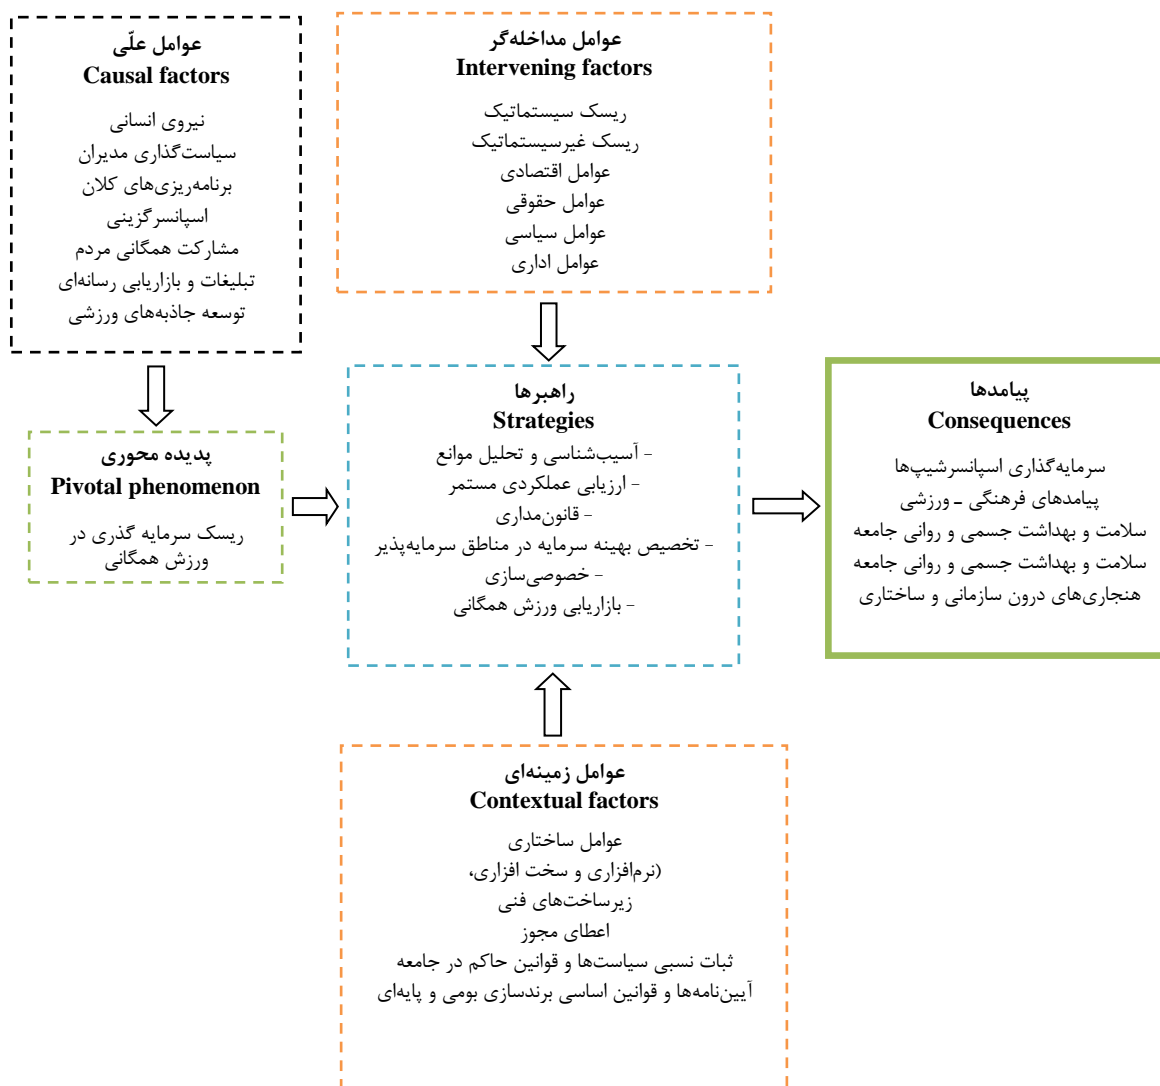 عوامل علّی
Causal factors
نیروی انسانی
سیاست‌گذاری مدیران
برنامه‌ریزی‌های کلان
اسپانسرگزینی
مشارکت همگانی مردم
تبلیغات و بازاریابی رسانه‌ای
توسعه جاذبه‌های ورزشی
عوامل مداخله‌گر
Intervening factors
ریسک سیستماتیک
ریسک غیرسیستماتیک
عوامل اقتصادی
عوامل حقوقی
عوامل سیاسی
عوامل اداری
پدیده محوری
Pivotal phenomenon
ریسک سرمایه گذری در
ورزش همگانی
راهبرها
Strategies
- آسیب‌شناسی و تحلیل موانع
- ارزیابی عملکردی مستمر
- قانون‌مداری
- تخصیص بهینه سرمایه در مناطق سرمایه‌پذیر
- خصوصی‌سازی
- بازاریابی ورزش همگانی
پیامدها
Consequences
سرمایه‌گذاری اسپانسرشیپ‌ها
پیامدهای فرهنگی ـ ورزشی
سلامت و بهداشت جسمی و روانی جامعه
سلامت و بهداشت جسمی و روانی جامعه
هنجاری‌های درون سازمانی و ساختاری
عوامل زمینه‌ای
Contextual factors
عوامل ساختاری
(نرم‌افزاری و سخت افزاری،
زیرساخت‌های فنی
اعطای مجوز
ثبات نسبی سیاست‌ها و قوانین حاکم در جامعه
آیین‌نامه‌ها و قوانین اساسی برندسازی بومی و پایه‌ای